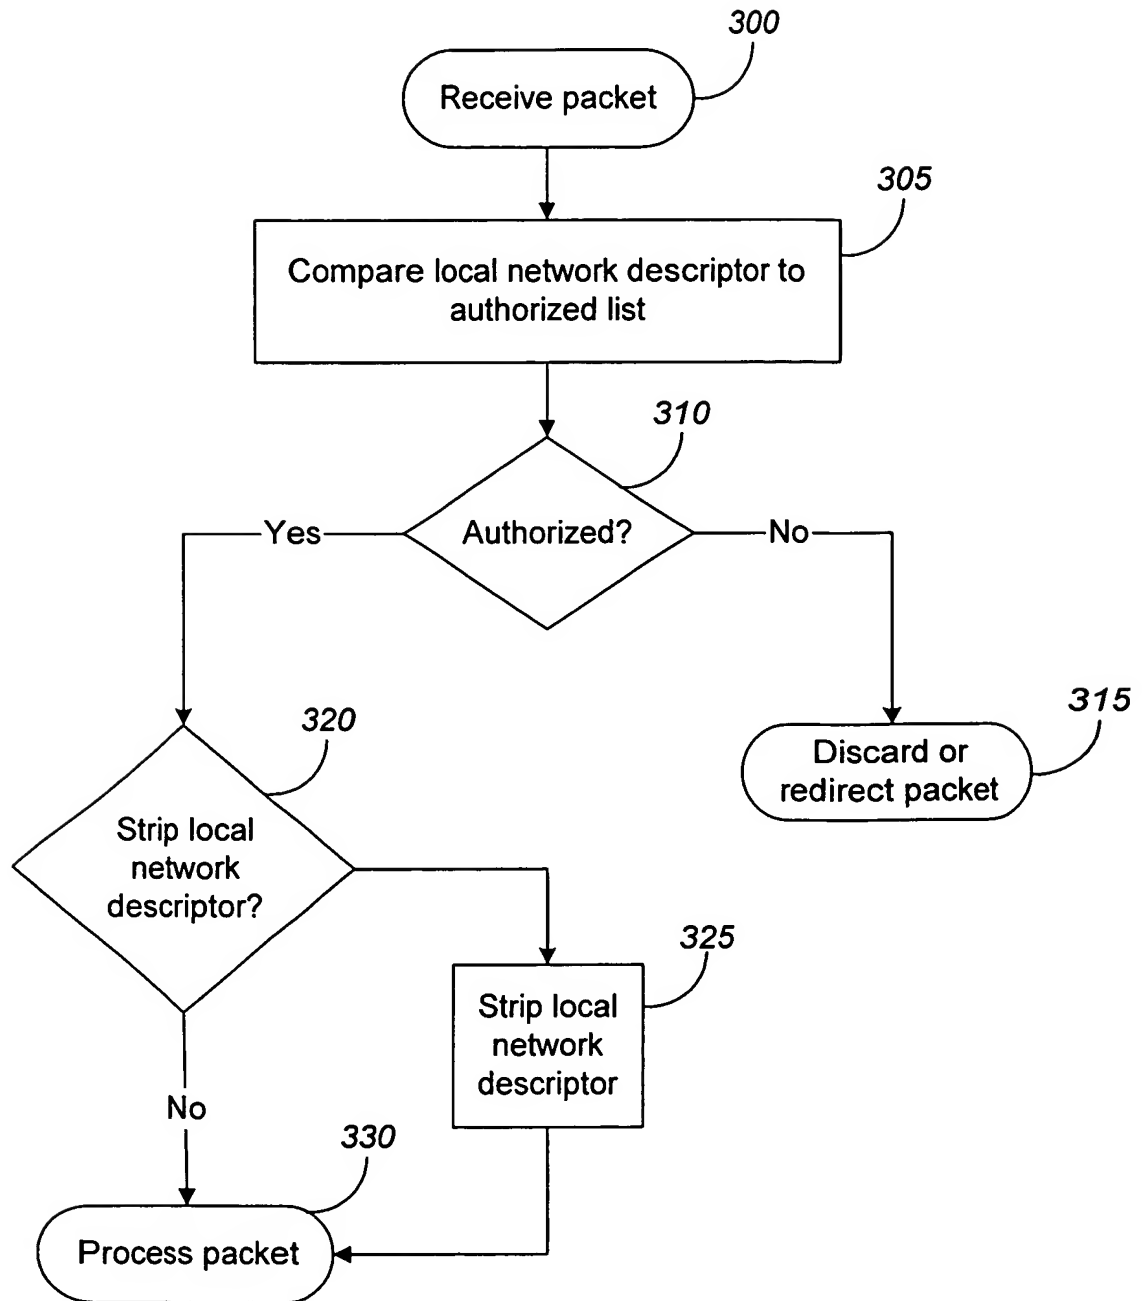 300
Receive packet
305
Compare local network descriptor to
authorized list
310
Authorized?
Yes
No
315
Discard or
redirect packet
320
Strip local
network
descriptor?
325
Strip local
network
descriptor
No
330
Process packet